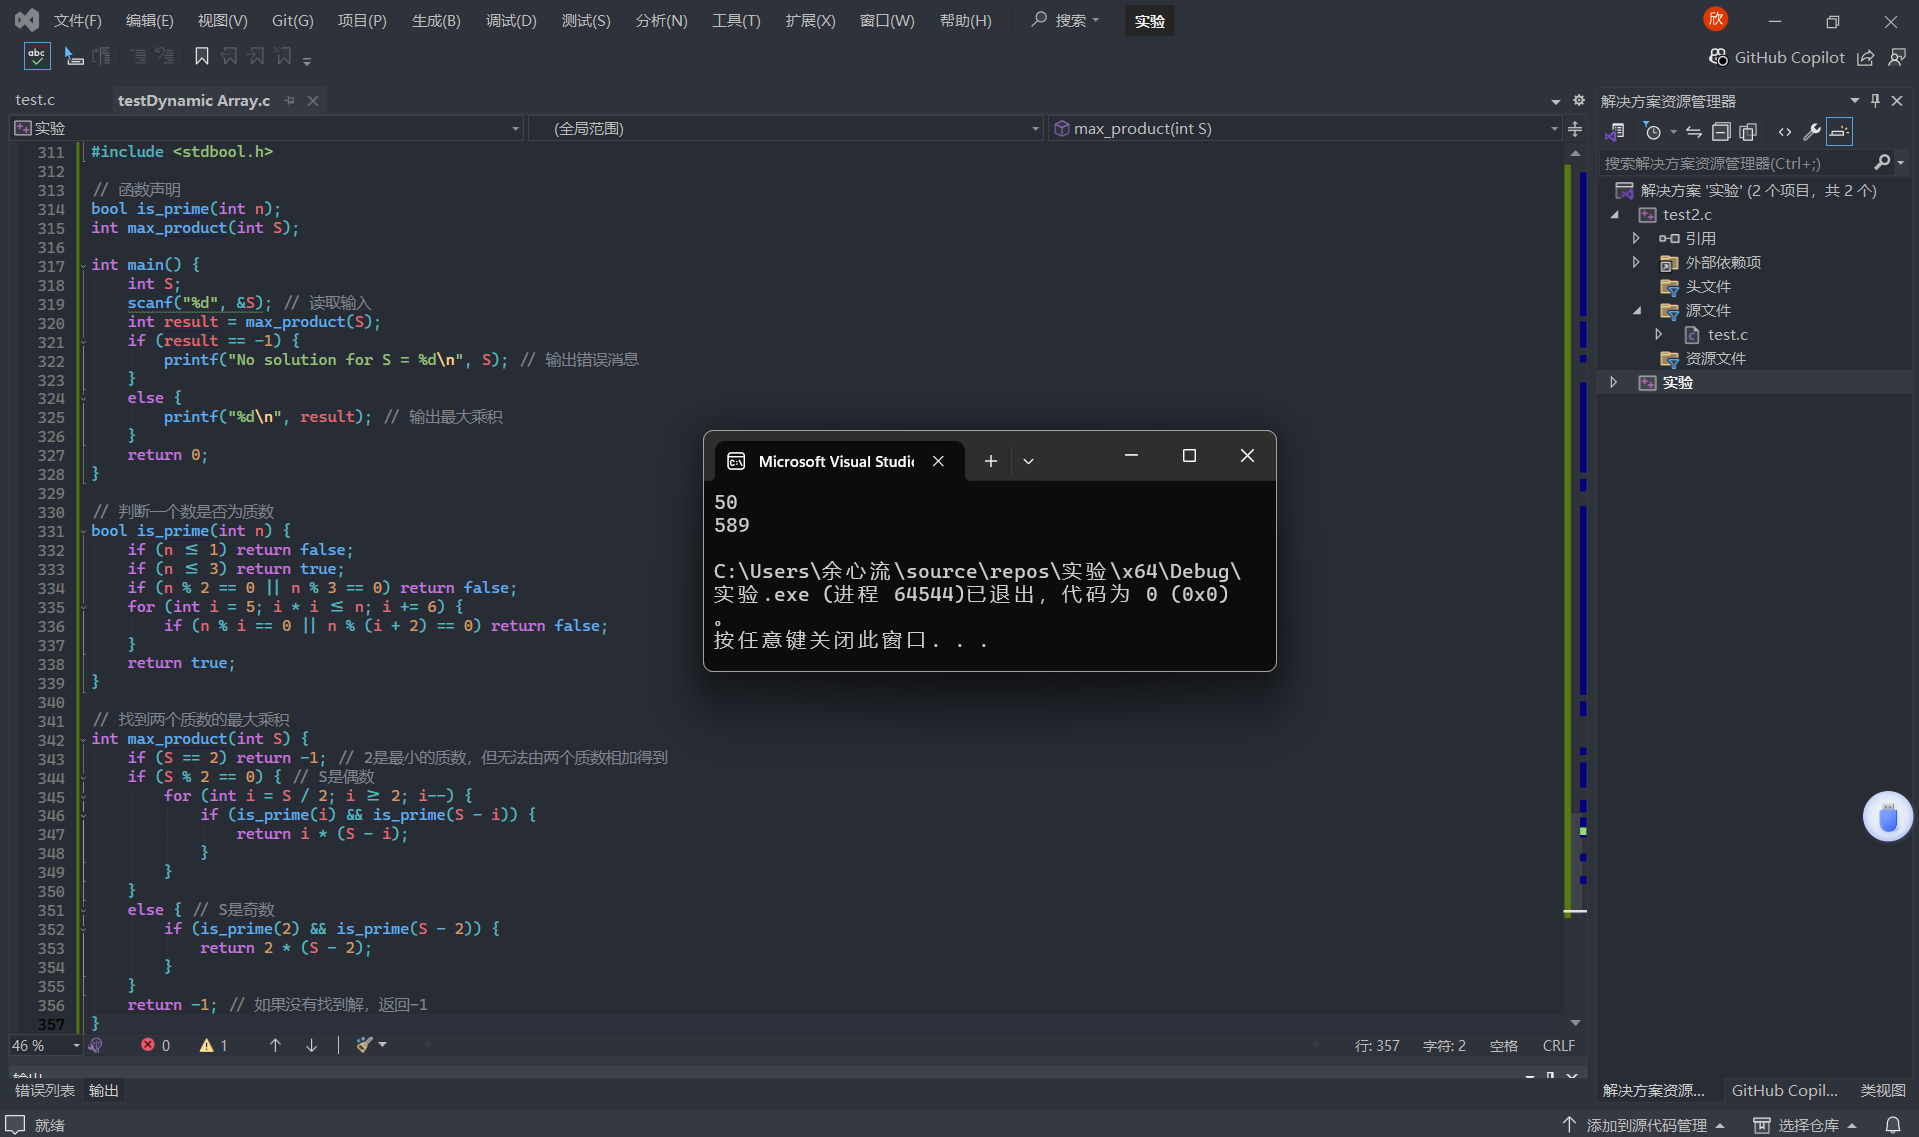 文件(F) 编辑(E) 视图(V) Git(G) 项目(P) 生成(B) 调试(D) 测试(S) 分析(N) 工具(T) 扩展(X) 窗口(W) 帮助(H) 搜索 实验 欣
abc GitHub Copilot
test.c testDynamic Array.c
实验 (全局范围) max_product(int S)
311 #include <stdbool.h>
312
313 // 函数声明
314 bool is_prime(int n);
315 int max_product(int S);
316
317 int main() {
318 int S;
319 scanf("%d", &S); // 读取输入
320 int result = max_product(S);
321 if (result == -1) {
322 printf("No solution for S = %d\n", S); // 输出错误消息
323 }
324 else {
325 printf("%d\n", result); // 输出最大乘积
326 }
327 return 0;
328 }
329
330 // 判断一个数是否为质数
331 bool is_prime(int n) {
332 if (n ≤ 1) return false;
333 if (n ≤ 3) return true;
334 if (n % 2 == 0 || n % 3 == 0) return false;
335 for (int i = 5; i * i ≤ n; i += 6) {
336 if (n % i == 0 || n % (i + 2) == 0) return false;
337 }
338 return true;
339 }
340
341 // 找到两个质数的最大乘积
342 int max_product(int S) {
343 if (S == 2) return -1; // 2是最小的质数，但无法由两个质数相加得到
344 if (S % 2 == 0) { // S是偶数
345 for (int i = S / 2; i ≥ 2; i--) {
346 if (is_prime(i) && is_prime(S - i)) {
347 return i * (S - i);
348 }
349 }
350 }
351 else { // S是奇数
352 if (is_prime(2) && is_prime(S - 2)) {
353 return 2 * (S - 2);
354 }
355 }
356 return -1; // 如果没有找到解，返回-1
357 }
46 % 0 1 行: 357 字符: 2 空格 CRLF
错误列表 输出
就绪
Microsoft Visual Studi
50
589
C:\Users\余心流\source\repos\实验\x64\Debug\
实验.exe (进程 64544)已退出，代码为 0 (0x0)
。
按任意键关闭此窗口. . .
解决方案资源管理器
搜索解决方案资源管理器(Ctrl+;)
解决方案 '实验' (2 个项目，共 2 个)
test2.c
引用
外部依赖项
头文件
源文件
test.c
资源文件
实验
解决方案资源... GitHub Copil... 类视图
添加到源代码管理 选择仓库